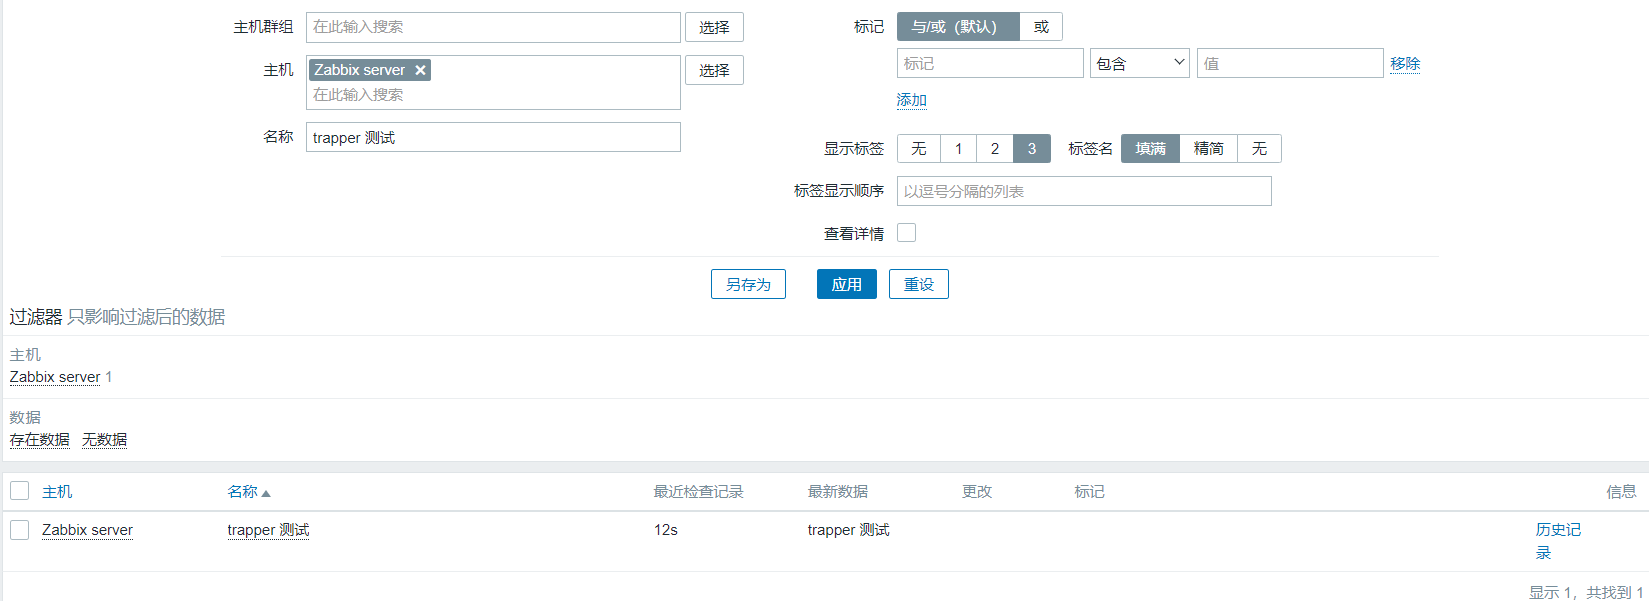 主机群组 在此输入搜索 选择
主机 Zabbix server × 选择
在此输入搜索
名称 trapper 测试
标记 与/或（默认） 或
标记 包含 值 移除
添加
显示标签 无 1 2 3 标签名 填满 精简 无
标签显示顺序 以逗号分隔的列表
查看详情
另存为 应用 重设
过滤器 只影响过滤后的数据
主机
Zabbix server 1
数据
存在数据 无数据
主机 名称 最近检查记录 最新数据 更改 标记 信息
Zabbix server trapper 测试 12s trapper 测试 历史记
录
显示 1，共找到 1